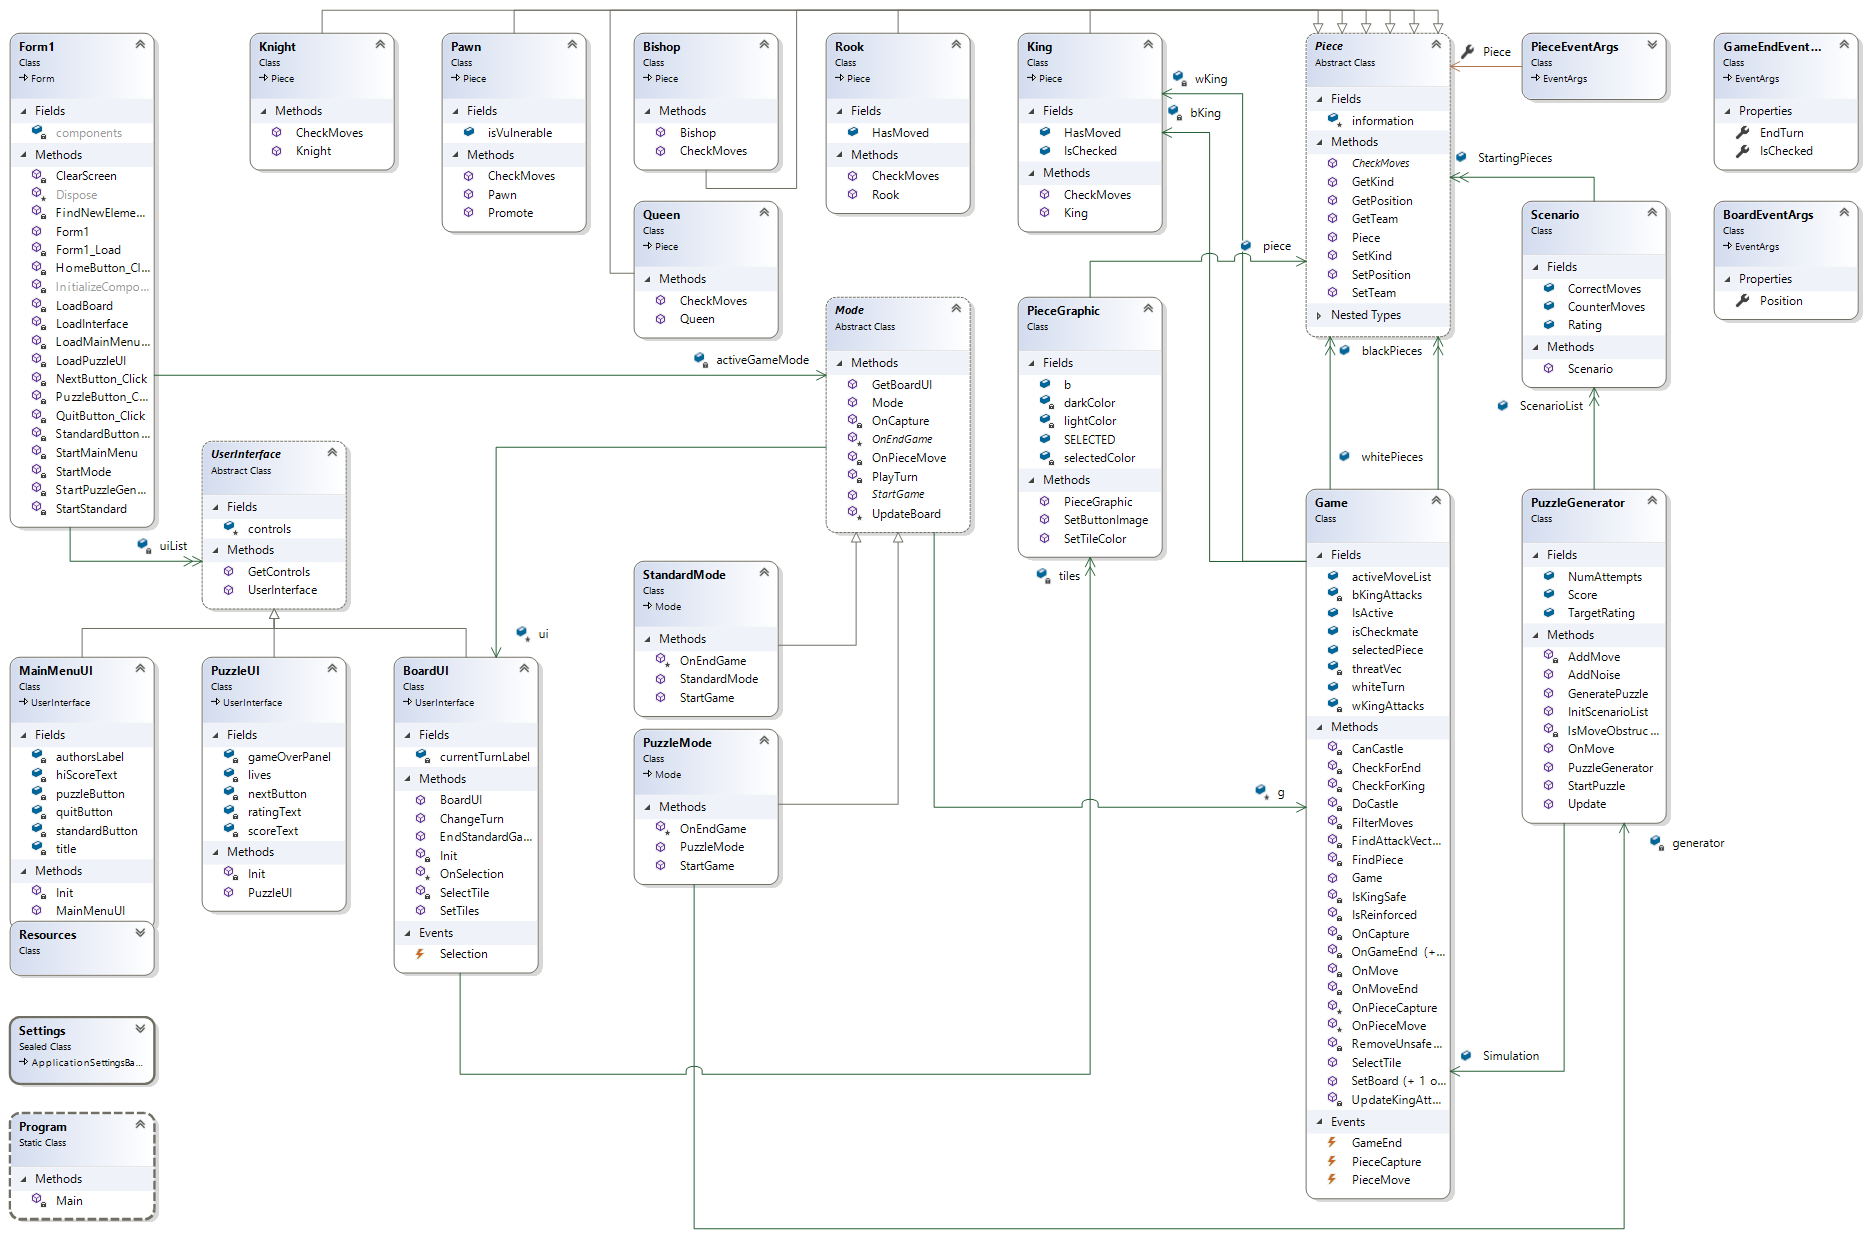 Form1
Class
Form
Fields
components
Methods
ClearScreen
Dispose
FindNewEleme...
Form1
Form1_Load
HomeButton_Cl...
InitializeCompo...
LoadBoard
LoadInterface
LoadMainMenu...
LoadPuzzleUI
NextButton_Click
PuzzleButton_C...
QuitButton_Click
StandardButton...
StartMainMenu
StartMode
StartPuzzleGen...
StartStandard
Knight
Class
Piece
Methods
CheckMoves
Knight
Pawn
Class
Piece
Fields
isVulnerable
Methods
CheckMoves
Pawn
Promote
Bishop
Class
Piece
Methods
Bishop
CheckMoves
Queen
Class
Piece
Methods
CheckMoves
Queen
Rook
Class
Piece
Fields
HasMoved
Methods
CheckMoves
Rook
King
Class
Piece
Fields
HasMoved
IsChecked
Methods
CheckMoves
King
wKing
bKing
piece
Piece
Abstract Class
Fields
information
Methods
CheckMoves
GetKind
GetPosition
GetTeam
Piece
SetKind
SetPosition
SetTeam
Nested Types
Piece
PieceEventArgs
Class
EventArgs
GameEndEvent...
Class
EventArgs
Properties
EndTurn
IsChecked
StartingPieces
Scenario
Class
Fields
CorrectMoves
CounterMoves
Rating
Methods
Scenario
BoardEventArgs
Class
EventArgs
Properties
Position
activeGameMode
Mode
Abstract Class
Methods
GetBoardUI
Mode
OnCapture
OnEndGame
OnPieceMove
PlayTurn
StartGame
UpdateBoard
PieceGraphic
Class
Fields
b
darkColor
lightColor
SELECTED
selectedColor
Methods
PieceGraphic
SetButtonImage
SetTileColor
blackPieces
whitePieces
ScenarioList
uiList
UserInterface
Abstract Class
Fields
controls
Methods
GetControls
UserInterface
ui
tiles
StandardMode
Class
Mode
Methods
OnEndGame
StandardMode
StartGame
PuzzleMode
Class
Mode
Methods
OnEndGame
PuzzleMode
StartGame
g
Game
Class
Fields
activeMoveList
bKingAttacks
IsActive
isCheckmate
selectedPiece
threatVec
whiteTurn
wKingAttacks
Methods
CanCastle
CheckForEnd
CheckForKing
DoCastle
FilterMoves
FindAttackVect...
FindPiece
Game
IsKingSafe
IsReinforced
OnCapture
OnGameEnd (+...
OnMove
OnMoveEnd
OnPieceCapture
OnPieceMove
RemoveUnsafe...
SelectTile
SetBoard (+ 1 o...
UpdateKingAtt...
Events
GameEnd
PieceCapture
PieceMove
PuzzleGenerator
Class
Fields
NumAttempts
Score
TargetRating
Methods
AddMove
AddNoise
GeneratePuzzle
InitScenarioList
IsMoveObstruc...
OnMove
PuzzleGenerator
StartPuzzle
Update
generator
Simulation
MainMenuUI
Class
UserInterface
Fields
authorsLabel
hiScoreText
puzzleButton
quitButton
standardButton
title
Methods
Init
MainMenuUI
PuzzleUI
Class
UserInterface
Fields
gameOverPanel
lives
nextButton
ratingText
scoreText
Methods
Init
PuzzleUI
BoardUI
Class
UserInterface
Fields
currentTurnLabel
Methods
BoardUI
ChangeTurn
EndStandardGa...
Init
OnSelection
SelectTile
SetTiles
Events
Selection
Resources
Class
Settings
Sealed Class
ApplicationSettingsBa...
Program
Static Class
Methods
Main